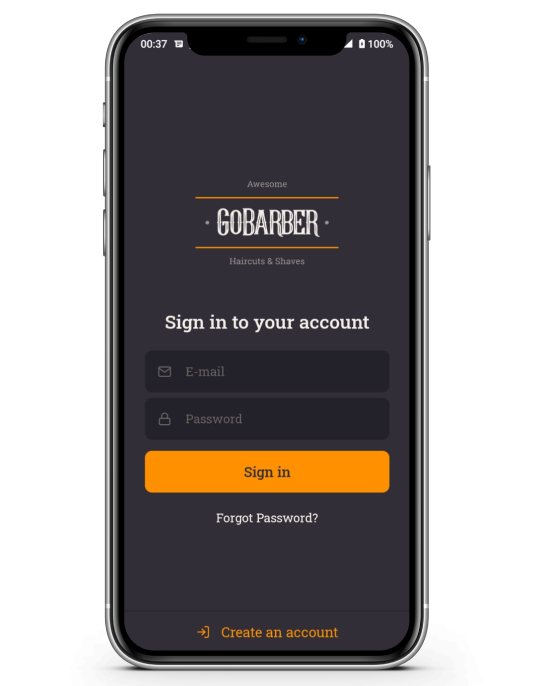 00:37
100%
Awesome
GOBARBER
Haircuts & Shaves
Sign in to your account
E-mail
Password
Sign in
Forgot Password?
Create an account